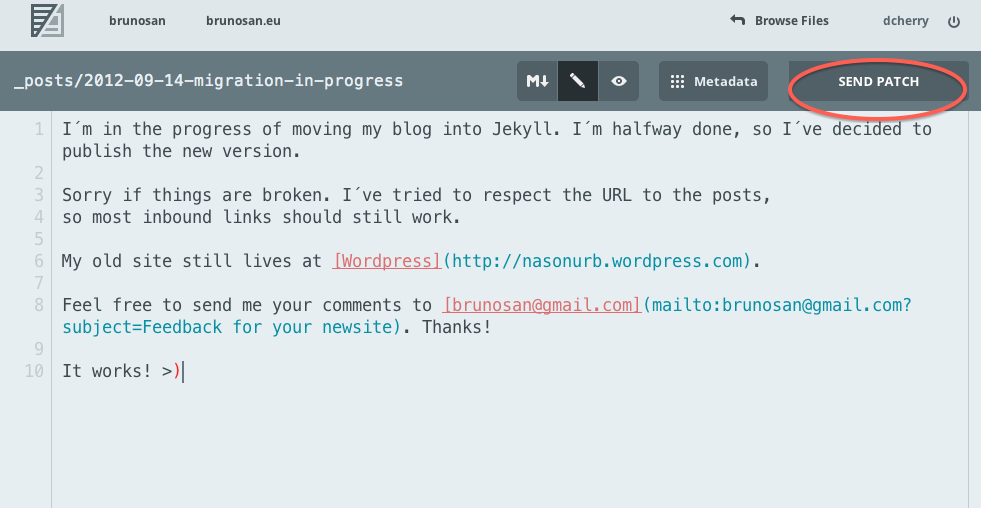 brunosan brunosan.eu Browse Files dcherry
_posts/2012-09-14-migration-in-progress M↓ Metadata SEND PATCH
1 I´m in the progress of moving my blog into Jekyll. I´m halfway done, so I´ve decided to
publish the new version.
2
3 Sorry if things are broken. I´ve tried to respect the URL to the posts,
4 so most inbound links should still work.
5
6 My old site still lives at [Wordpress](http://nasonurb.wordpress.com).
7
8 Feel free to send me your comments to [brunosan@gmail.com](mailto:brunosan@gmail.com?
subject=Feedback for your newsite). Thanks!
9
10 It works! >)